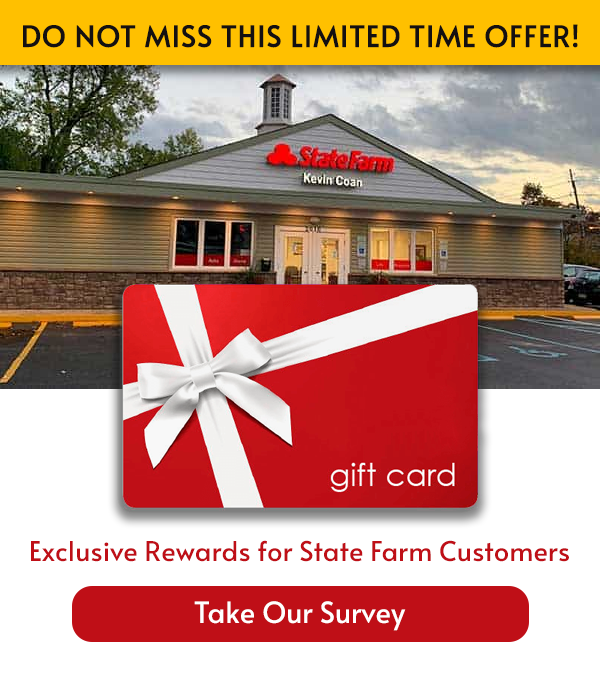 DO NOT MISS THIS LIMITED TIME OFFER!
State Farm
Kevin Coan
gift card
Exclusive Rewards for State Farm Customers
Take Our Survey